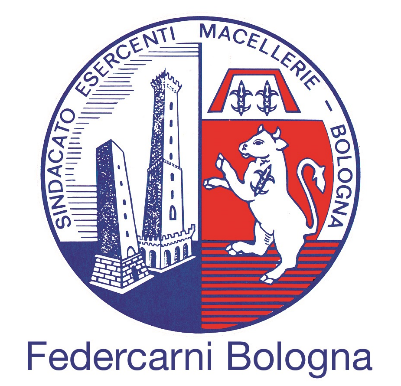 SINDACATO ESERCENTI MACELLERIE - BOLOGNA
Federcarni Bologna